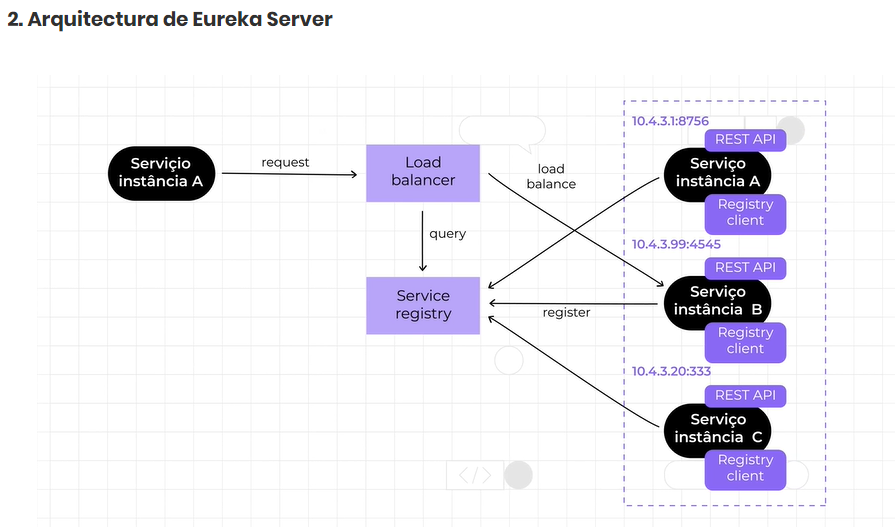 2. Arquitectura de Eureka Server
10.4.3.1:8756
REST API
Serviçio
instância A
request
Load
balancer
load
balance
Serviço
instância A
Registry
client
query
10.4.3.99:4545
REST API
Service
registry
register
Serviço
instância B
Registry
client
10.4.3.20:333
REST API
</>
Serviço
instância C
Registry
client